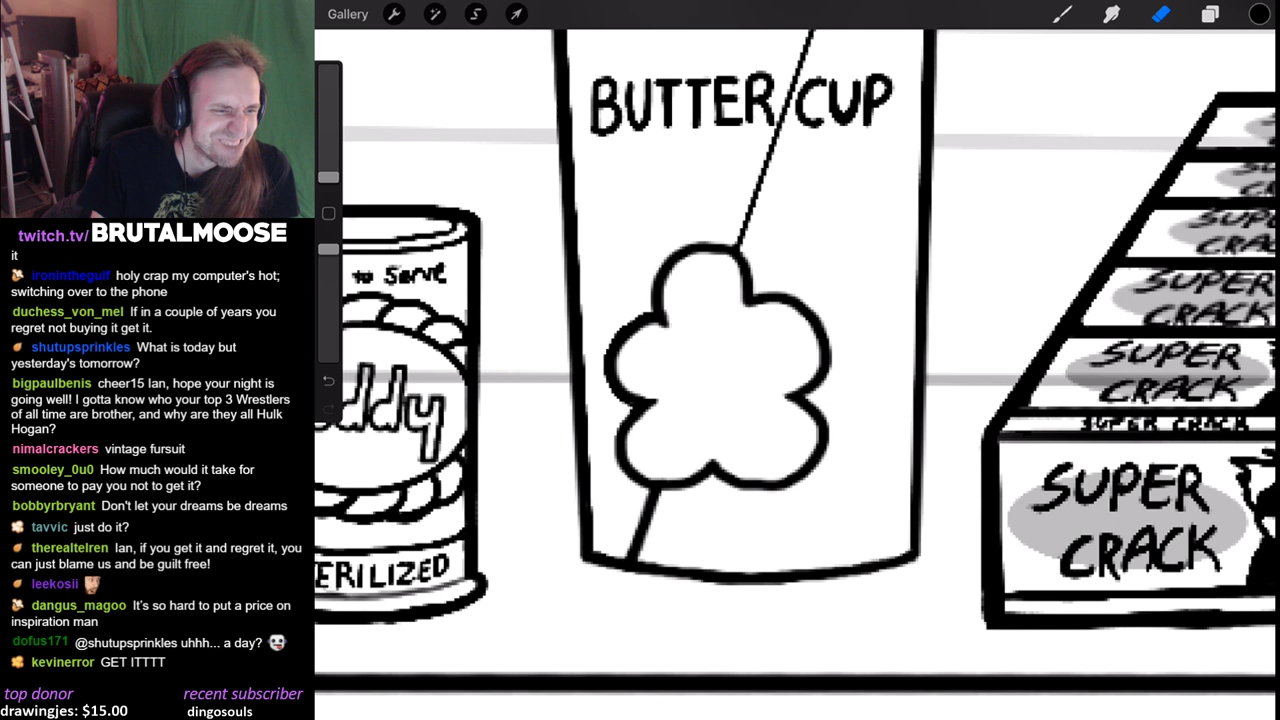 Gallery
twitch.tv/BRUTALMOOSE
it
ironinthegulf holy crap my computer's hot;
switching over to the phone
duchess_von_mel If in a couple of years you
regret not buying it get it.
shutupsprinkles What is today but
yesterday's tomorrow?
bigpaulbenis cheer15 Ian, hope your night is
going well! I gotta know who your top 3 Wrestlers
of all time are brother, and why are they all Hulk
Hogan?
nimalcrackers vintage fursuit
smooley_0u0 How much would it take for
someone to pay you not to get it?
bobbyrbryant Don't let your dreams be dreams
tavvic just do it?
therealtelren Ian, if you get it and regret it, you
can just blame us and be guilt free!
leekosii
dangus_magoo It's so hard to put a price on
inspiration man
dofus171 @shutupsprinkles uhhh... a day?
kevinerror GET ITTTT
top donor
drawingjes: $15.00
recent subscriber
dingosouls
to Serve
ddy
ERILIZED
BUTTER CUP
SUPER
CRACK
SUPER
CRACK
SUPER
CRACK
SUPER CRACK
SUPER
CRACK